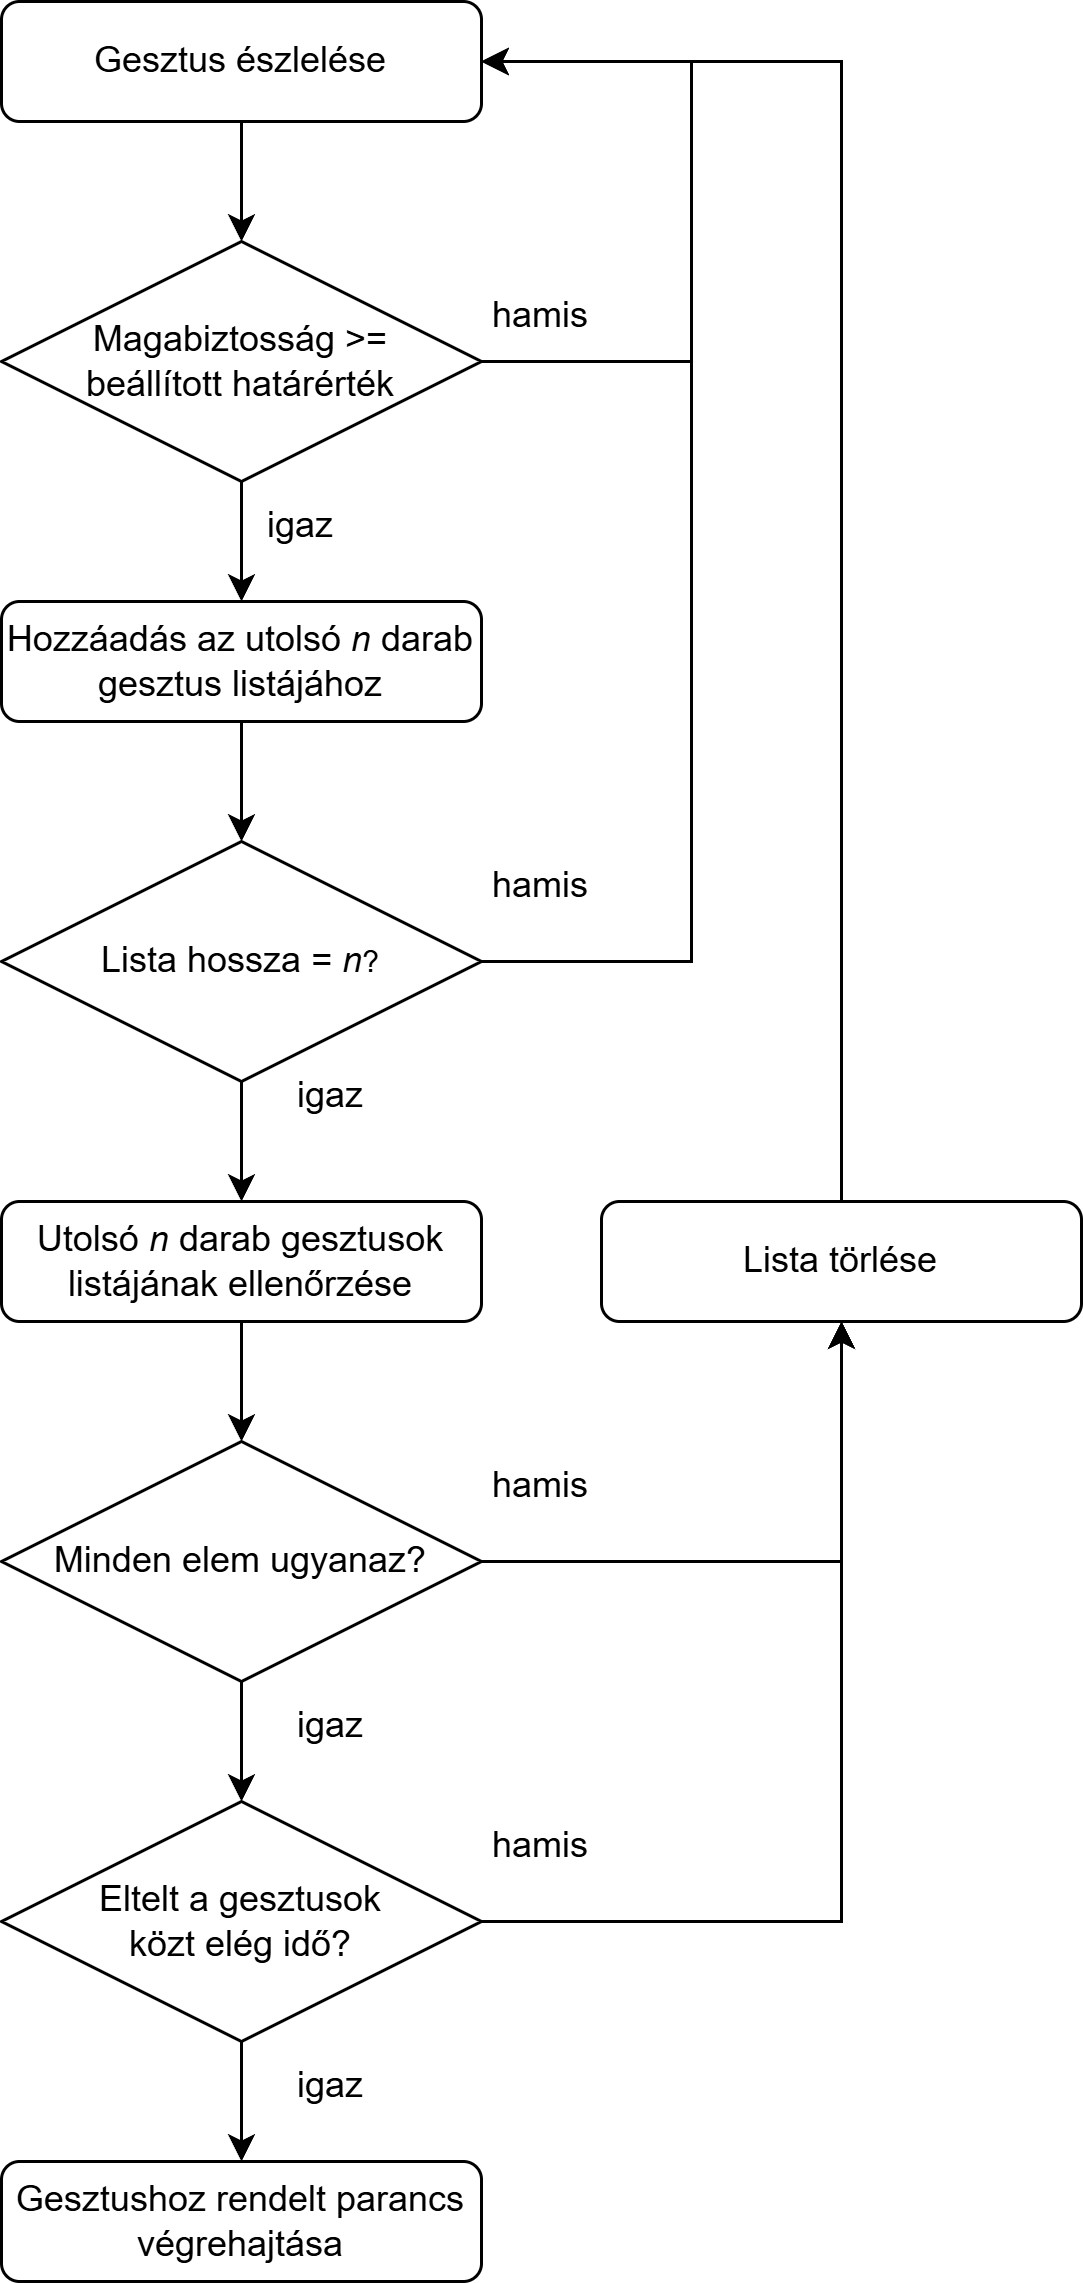 Gesztus észlelése
Magabiztosság >=
beállított határérték
hamis
igaz
Hozzáadás az utolsó n darab
gesztus listájához
Lista hossza = n?
hamis
igaz
Utolsó n darab gesztusok
listájának ellenőrzése
Lista törlése
Minden elem ugyanaz?
hamis
igaz
Eltelt a gesztusok
közt elég idő?
hamis
igaz
Gesztushoz rendelt parancs
végrehajtása